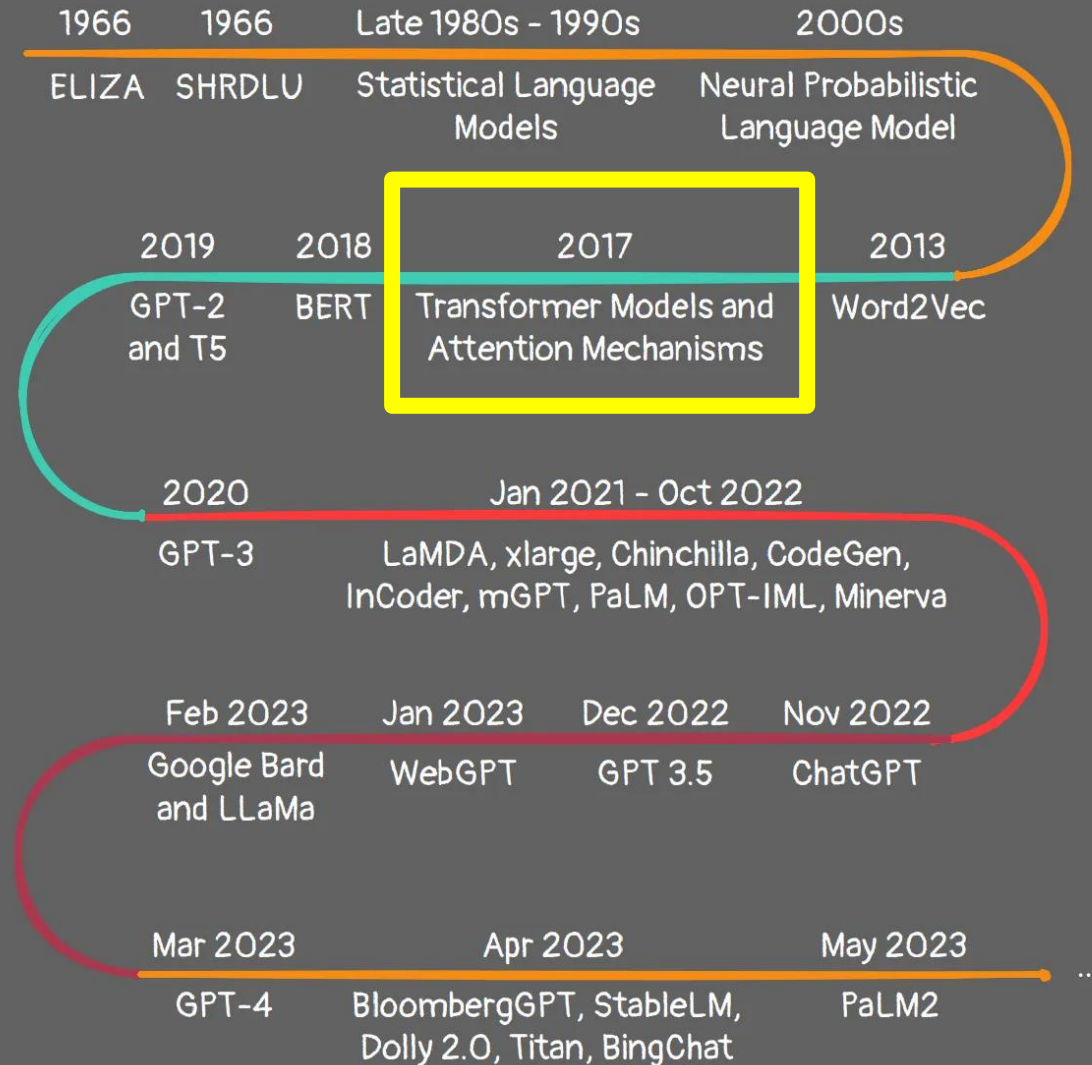 1966 1966 Late 1980s - 1990s 2000s
ELIZA SHRDLU Statistical Language Neural Probabilistic
Models Language Model
2019 2018 2017 2013
GPT-2 BERT Transformer Models and Word2Vec
and T5 Attention Mechanisms
2020 Jan 2021 - Oct 2022
GPT-3 LaMDA, xlarge, Chinchilla, CodeGen,
InCoder, mGPT, PaLM, OPT-IML, Minerva
Feb 2023 Jan 2023 Dec 2022 Nov 2022
Google Bard WebGPT GPT 3.5 ChatGPT
and LLaMa
Mar 2023 Apr 2023 May 2023
GPT-4 BloombergGPT, StableLM, PaLM2
Dolly 2.0, Titan, BingChat